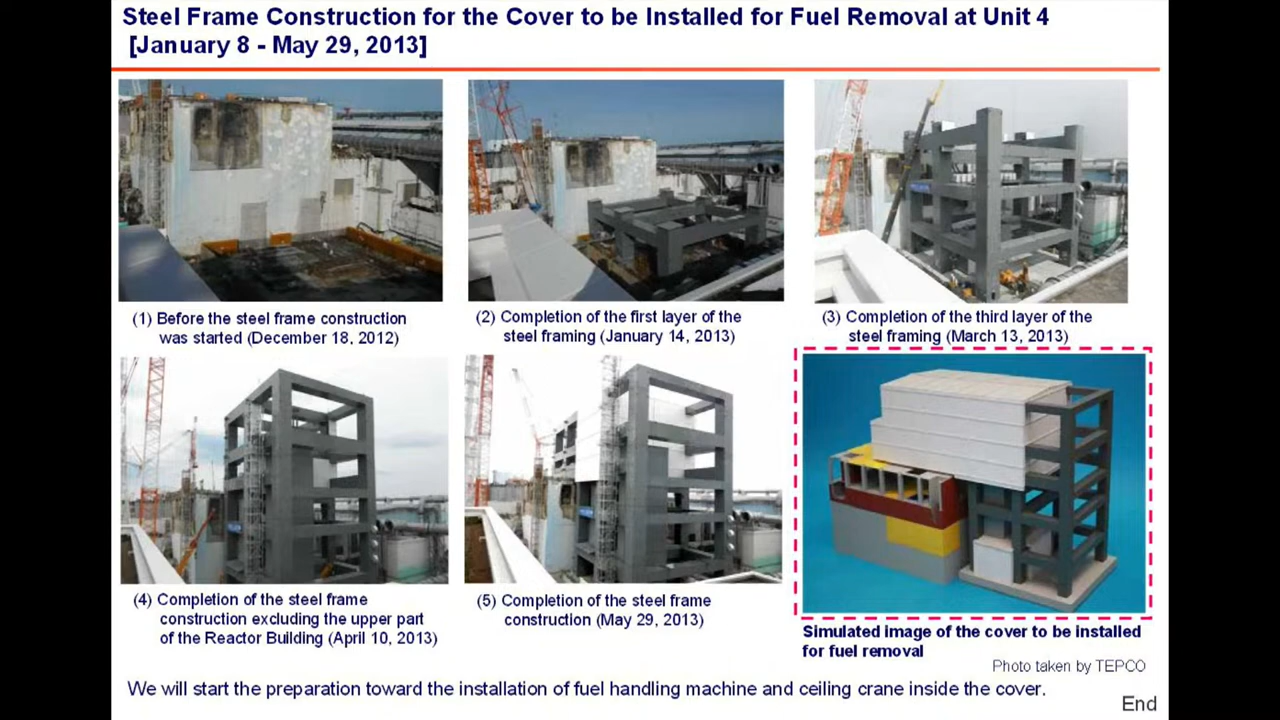 Steel Frame Construction for the Cover to be Installed for Fuel Removal at Unit 4
[January 8 - May 29, 2013]
(1) Before the steel frame construction
was started (December 18, 2012)
(2) Completion of the first layer of the
steel framing (January 14, 2013)
(3) Completion of the third layer of the
steel framing (March 13, 2013)
(4) Completion of the steel frame
construction excluding the upper part
of the Reactor Building (April 10, 2013)
(5) Completion of the steel frame
construction (May 29, 2013)
Simulated image of the cover to be installed
for fuel removal
Photo taken by TEPCO
We will start the preparation toward the installation of fuel handling machine and ceiling crane inside the cover.
End